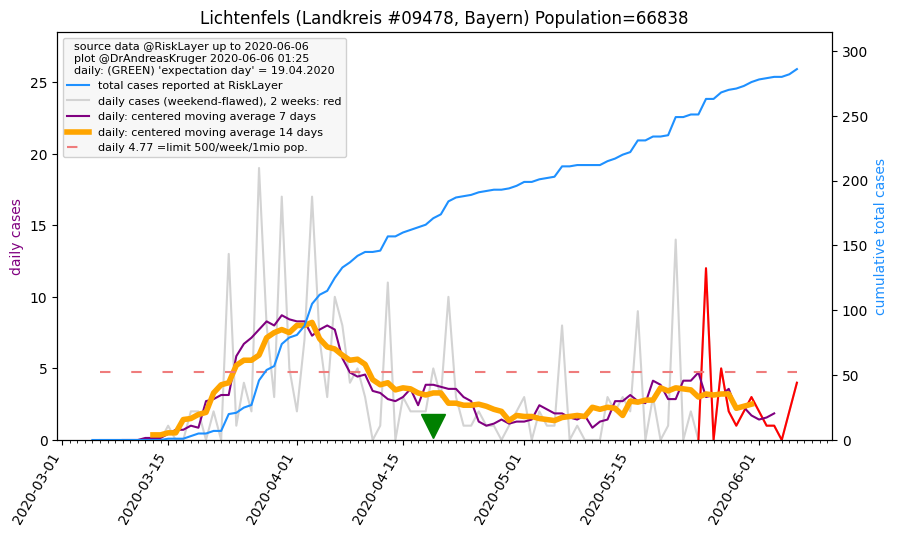 Lichtenfels (Landkreis #09478, Bayern) Population=66838
source data @RiskLayer up to 2020-06-06
plot @DrAndreasKruger 2020-06-06 01:25
daily: (GREEN) 'expectation day' = 19.04.2020
total cases reported at RiskLayer
daily cases (weekend-flawed), 2 weeks: red
daily: centered moving average 7 days
daily: centered moving average 14 days
daily 4.77 =limit 500/week/1mio pop.
daily cases
25
20
15
10
5
0
300
250
200
150
100
50
0
cumulative total cases
2020-03-01
2020-03-15
2020-04-01
2020-04-15
2020-05-01
2020-05-15
2020-06-01